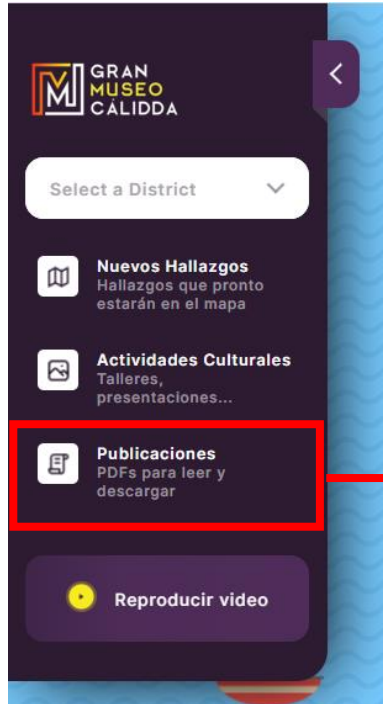 GRAN
MUSEO
CÁLIDDA
Select a District
Nuevos Hallazgos
Hallazgos que pronto
estarán en el mapa
Actividades Culturales
Talleres,
presentaciones...
Publicaciones
PDFs para leer y
descargar
Reproducir video